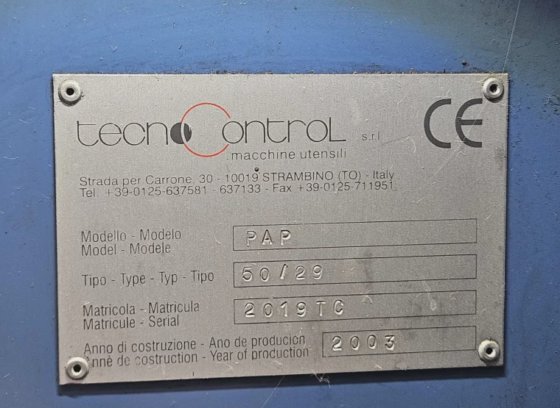 tecnoControl s.r.l CE
macchine utensili
Strada per Carrone, 30 - 10019 STRAMBINO (TO) - Italy
Tel. +39-0125-637581 - 637133 - Fax +39-0125-711951
Modello - Modelo
Model - Modele PAP
Tipo - Type - Typ - Tipo 50/29
Matricola - Matricula
Matricule - Serial 2019TC
Anno di costruzione - Ano de producion
Anné de costruction - Year of production 2003